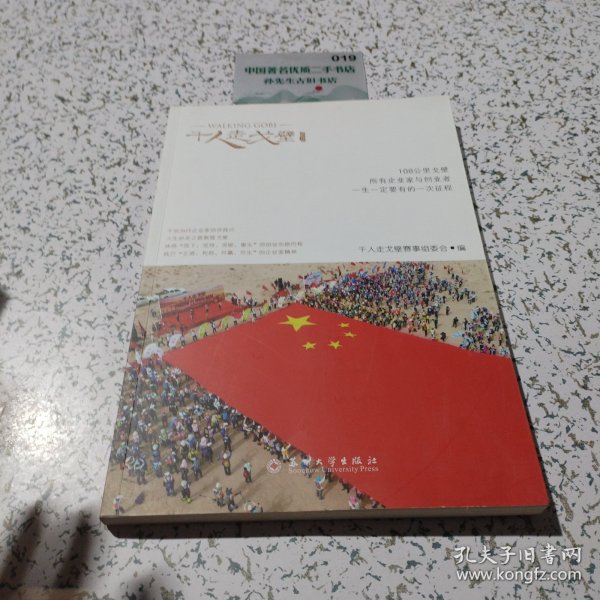 019
中国著名优质二手书店
孙先生古旧书店
WALKING GOBI
千人走戈壁
108公里戈壁
所有企业家与创业者
一生一定要有的一次征程
千人走戈壁赛事组委会·编
苏州大学出版社
Soochow University Press
孔夫子旧书网
www.kongfz.com